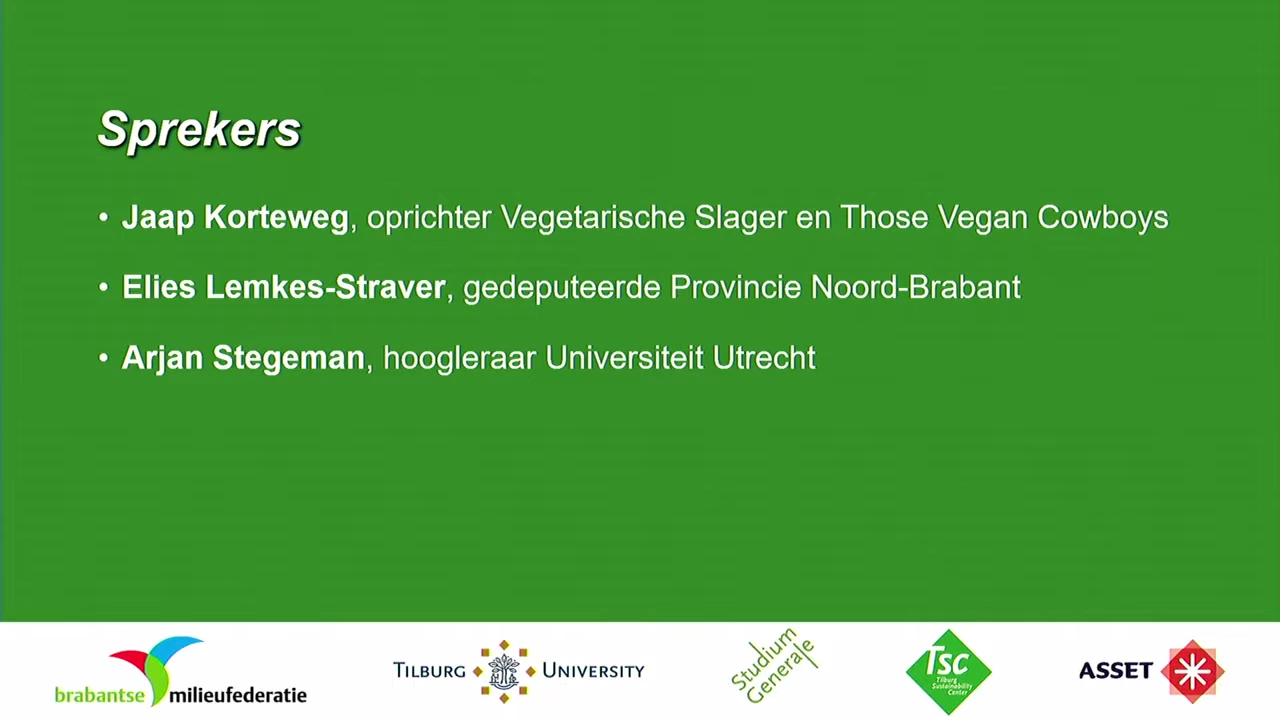 Sprekers
• Jaap Korteweg, oprichter Vegetarische Slager en Those Vegan Cowboys
• Elies Lemkes-Straver, gedeputeerde Provincie Noord-Brabant
• Arjan Stegeman, hoogleraar Universiteit Utrecht
brabantse milieufederatie
TILBURG UNIVERSITY
Studium
Generale
Tsc
Tilburg
Sustainability
Center
ASSET